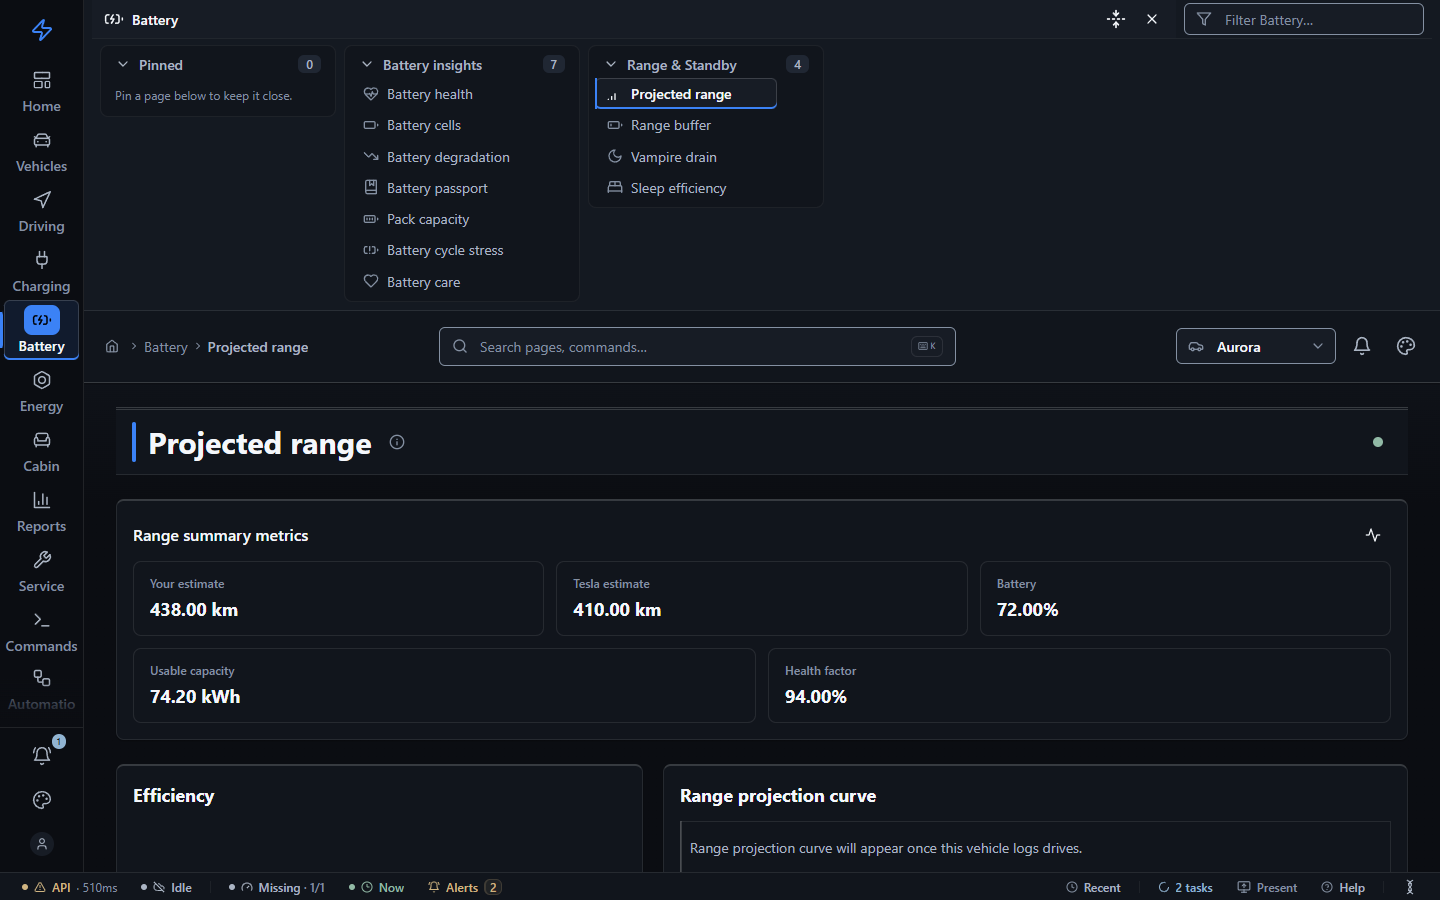 Battery
Filter Battery...
Home
Vehicles
Driving
Charging
Battery
Energy
Cabin
Reports
Service
Commands
Automatio
1
Pinned
0
Pin a page below to keep it close.
Battery insights
7
Battery health
Battery cells
Battery degradation
Battery passport
Pack capacity
Battery cycle stress
Battery care
Range & Standby
4
Projected range
Range buffer
Vampire drain
Sleep efficiency
Battery
Projected range
Search pages, commands...
K
Aurora
Projected range
Range summary metrics
Your estimate
438.00 km
Tesla estimate
410.00 km
Battery
72.00%
Usable capacity
74.20 kWh
Health factor
94.00%
Efficiency
Range projection curve
Range projection curve will appear once this vehicle logs drives.
API · 510ms
Idle
Missing · 1/1
Now
Alerts 2
Recent
2 tasks
Present
Help